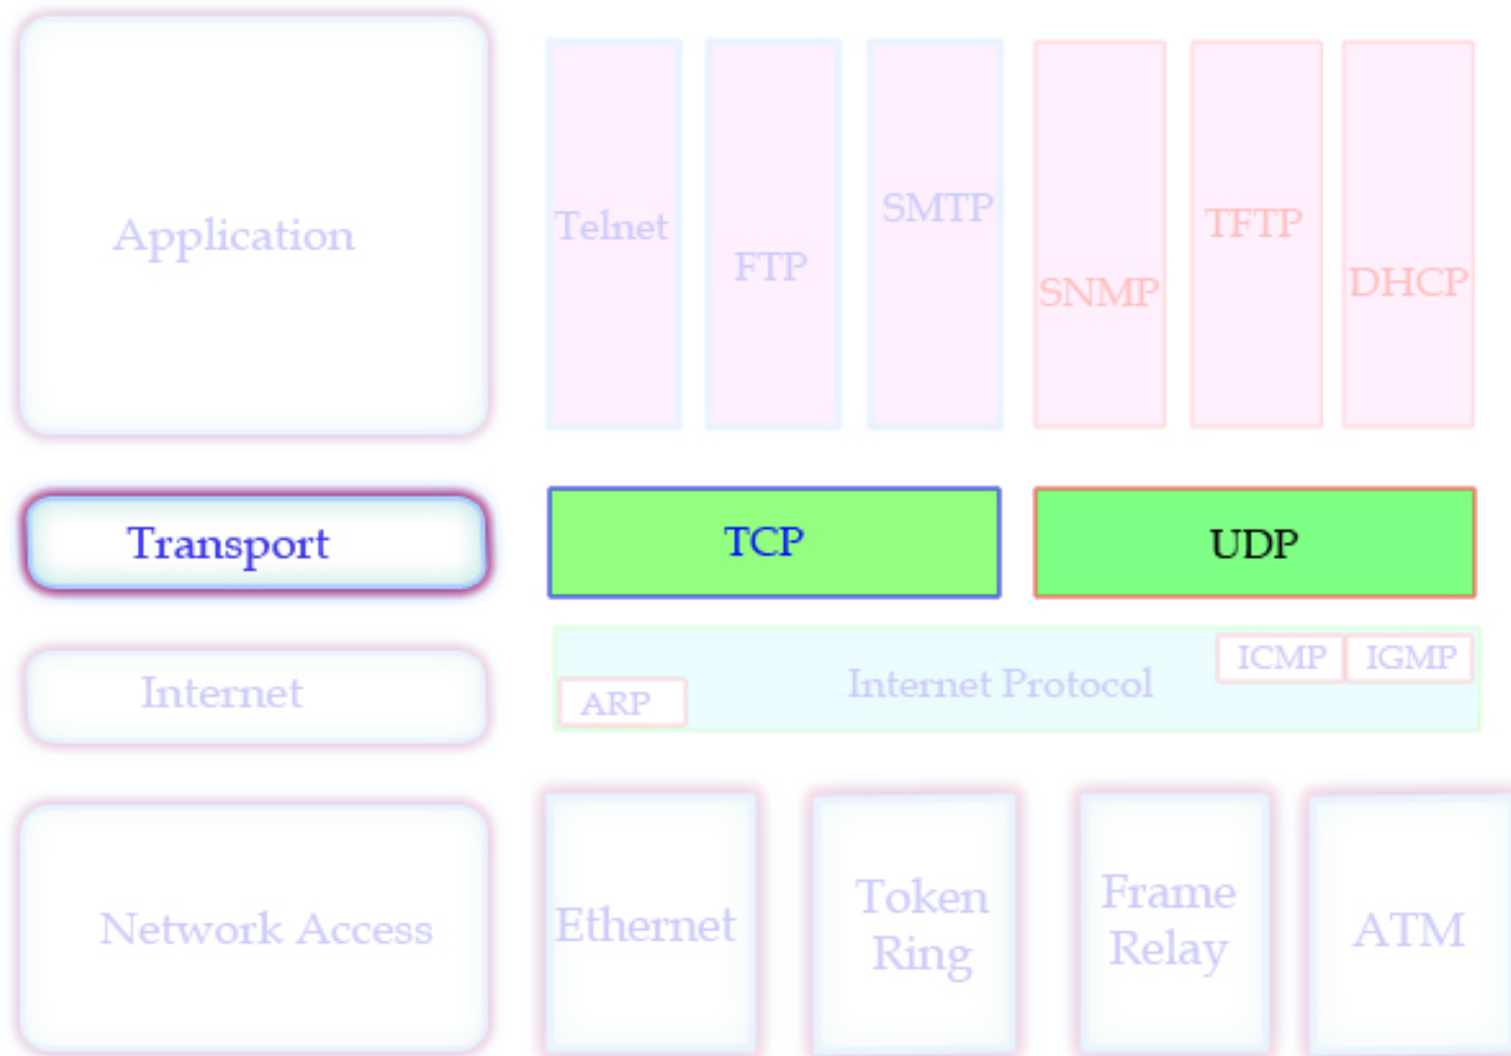 Application
Telnet
FTP
SMTP
SNMP
TFTP
DHCP
Transport
TCP
UDP
Internet
ARP
Internet Protocol
ICMP
IGMP
Network Access
Ethernet
Token
Ring
Frame
Relay
ATM